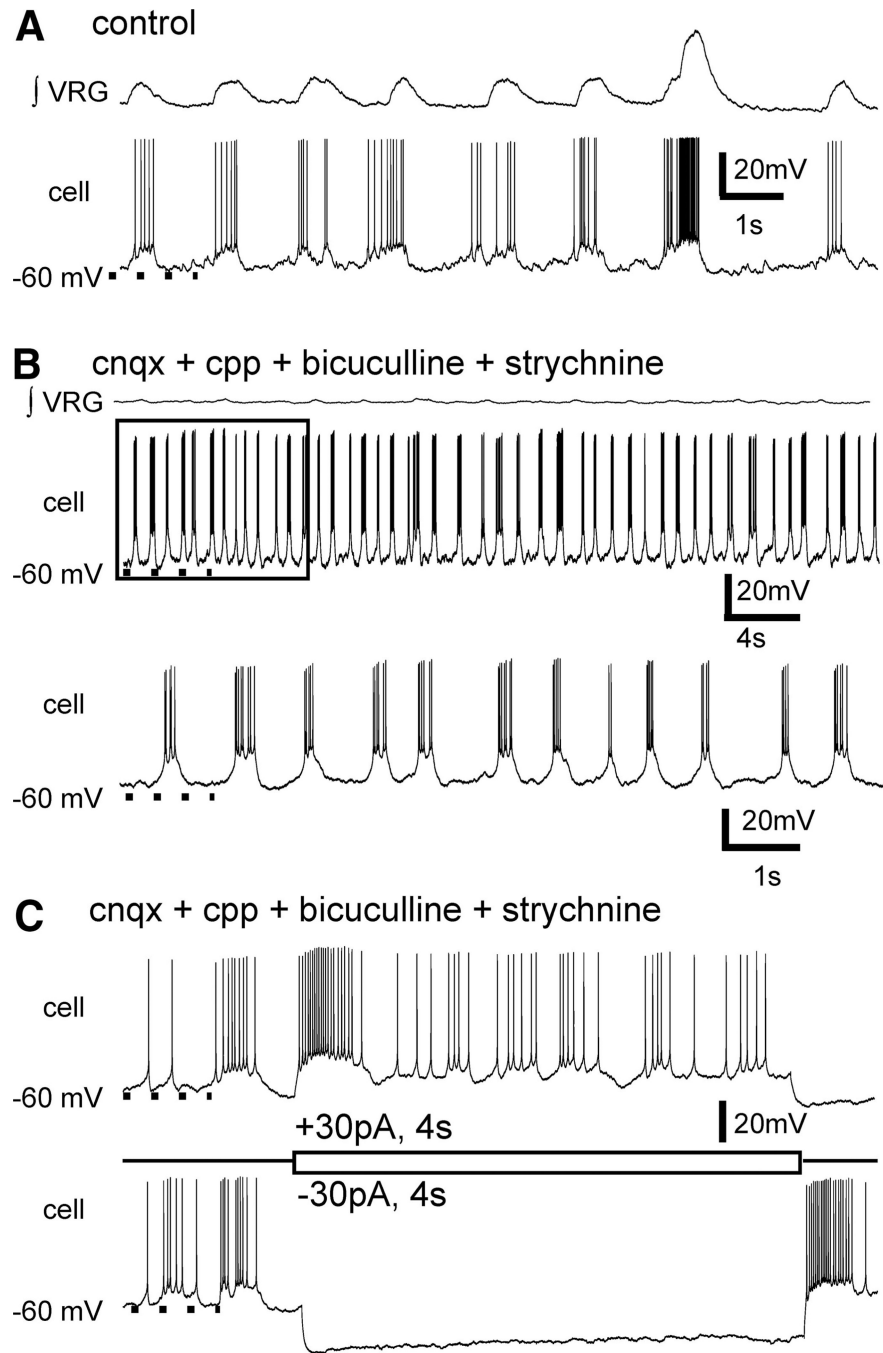 A control
∫ VRG
cell
20mV
1s
-60 mV
B cnqx + cpp + bicuculline + strychnine
∫ VRG
cell
-60 mV
20mV
4s
cell
-60 mV
20mV
1s
C cnqx + cpp + bicuculline + strychnine
cell
-60 mV
20mV
+30pA, 4s
-30pA, 4s
cell
-60 mV